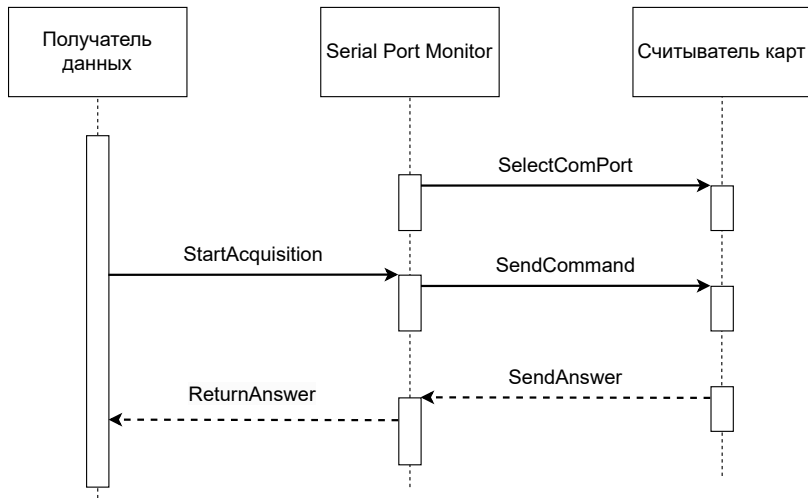 Получатель
данных
Serial Port Monitor
Считыватель карт
SelectComPort
StartAcquisition
SendCommand
SendAnswer
ReturnAnswer